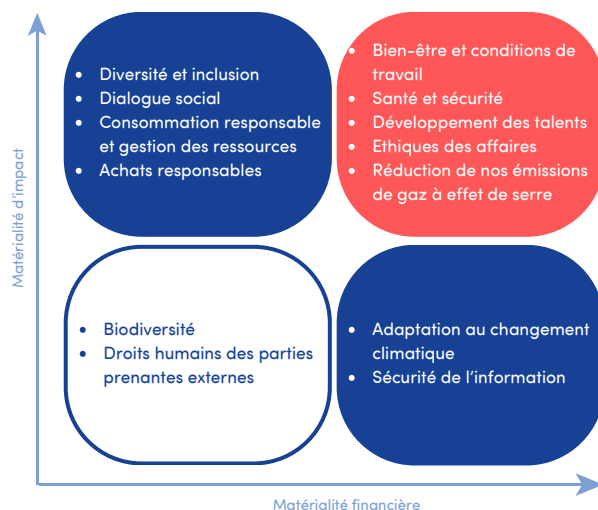 Matérialité d'impact
• Diversité et inclusion
• Dialogue social
• Consommation responsable
et gestion des ressources
• Achats responsables
• Bien-être et conditions de
travail
• Santé et sécurité
• Développement des talents
• Ethiques des affaires
• Réduction de nos émissions
de gaz à effet de serre
• Biodiversité
• Droits humains des parties
prenantes externes
• Adaptation au changement
climatique
• Sécurité de l'information
Matérialité financière